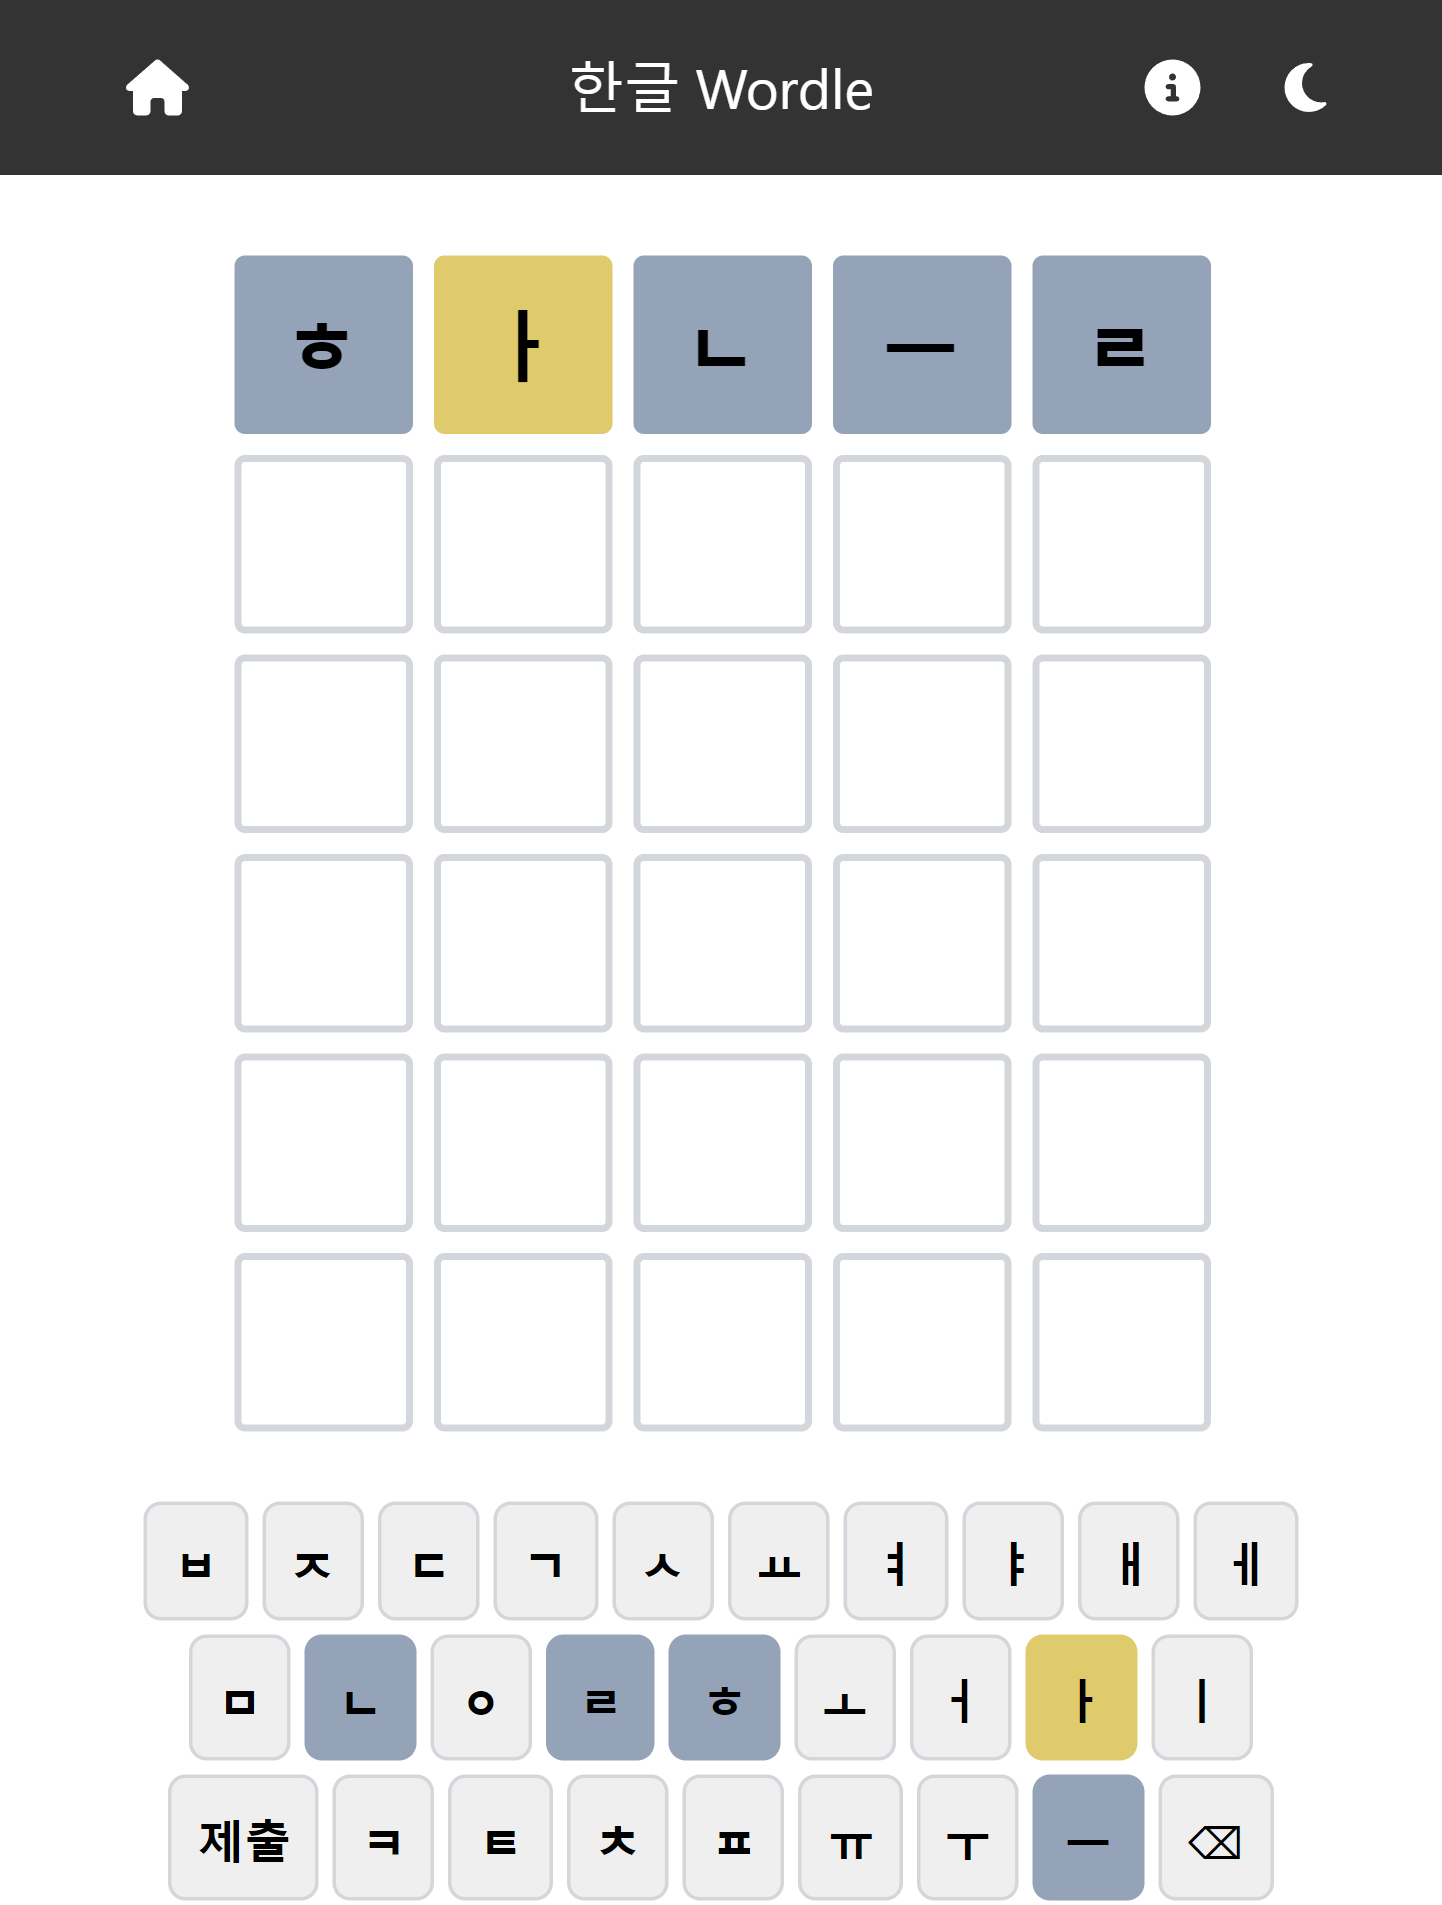 한글 Wordle
ㅎ ㅏ ㄴ ㅡ ㄹ
ㅂ ㅈ ㄷ ㄱ ㅅ ㅛ ㅕ ㅑ ㅐ ㅔ
ㅁ ㄴ ㅇ ㄹ ㅎ ㅗ ㅓ ㅏ ㅣ
제출 ㅋ ㅌ ㅊ ㅍ ㅠ ㅜ ㅡ ⌫